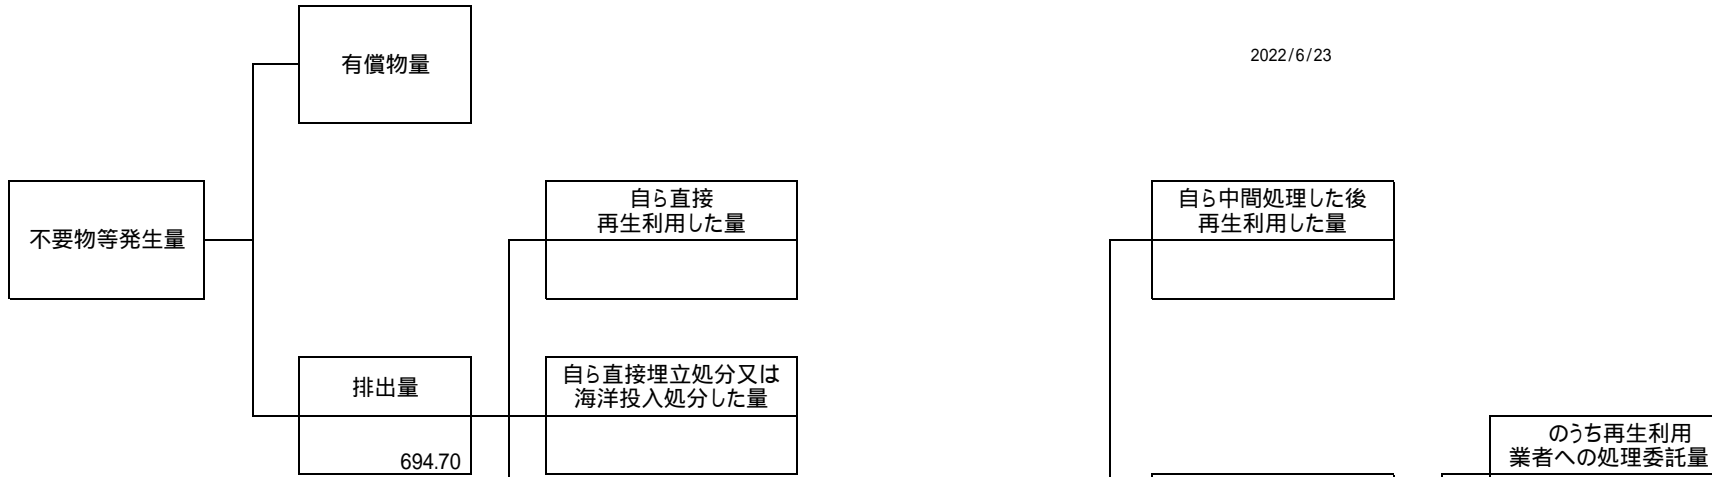 有償物量
2022/6/23
不要物等発生量
自ら直接
再生利用した量
自ら中間処理した後
再生利用した量
排出量
694.70
自ら直接埋立処分又は
海洋投入処分した量
のうち再生利用
業者への処理委託量